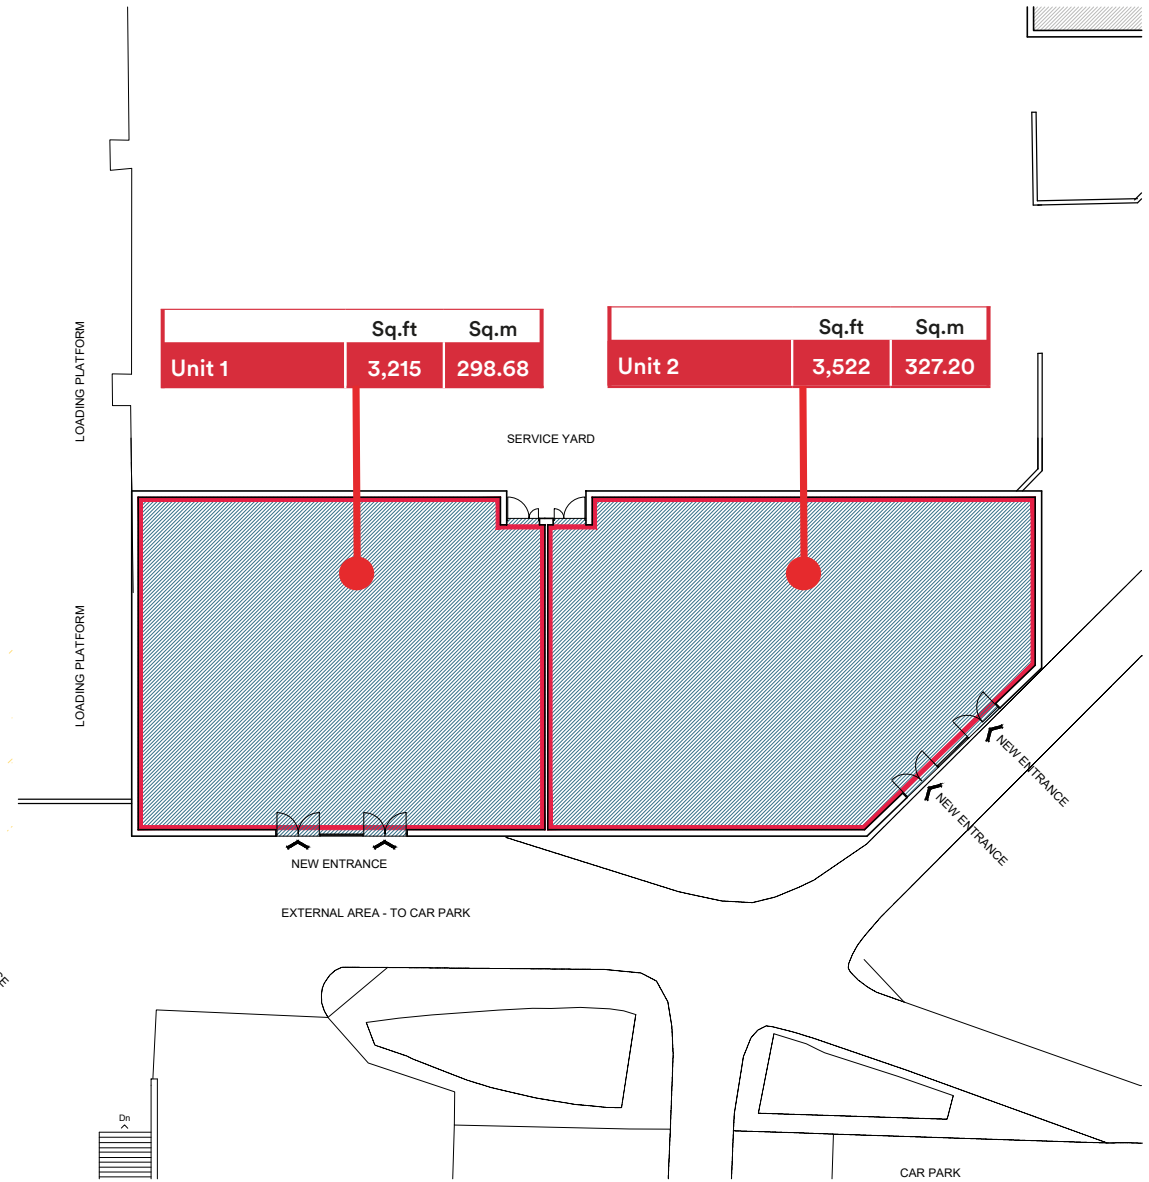 Sq.ft Sq.m
Unit 1 3,215 298.68
Sq.ft Sq.m
Unit 2 3,522 327.20
LOADING PLATFORM
SERVICE YARD
LOADING PLATFORM
NEW ENTRANCE
NEW ENTRANCE
NEW ENTRANCE
EXTERNAL AREA - TO CAR PARK
Dn
CAR PARK